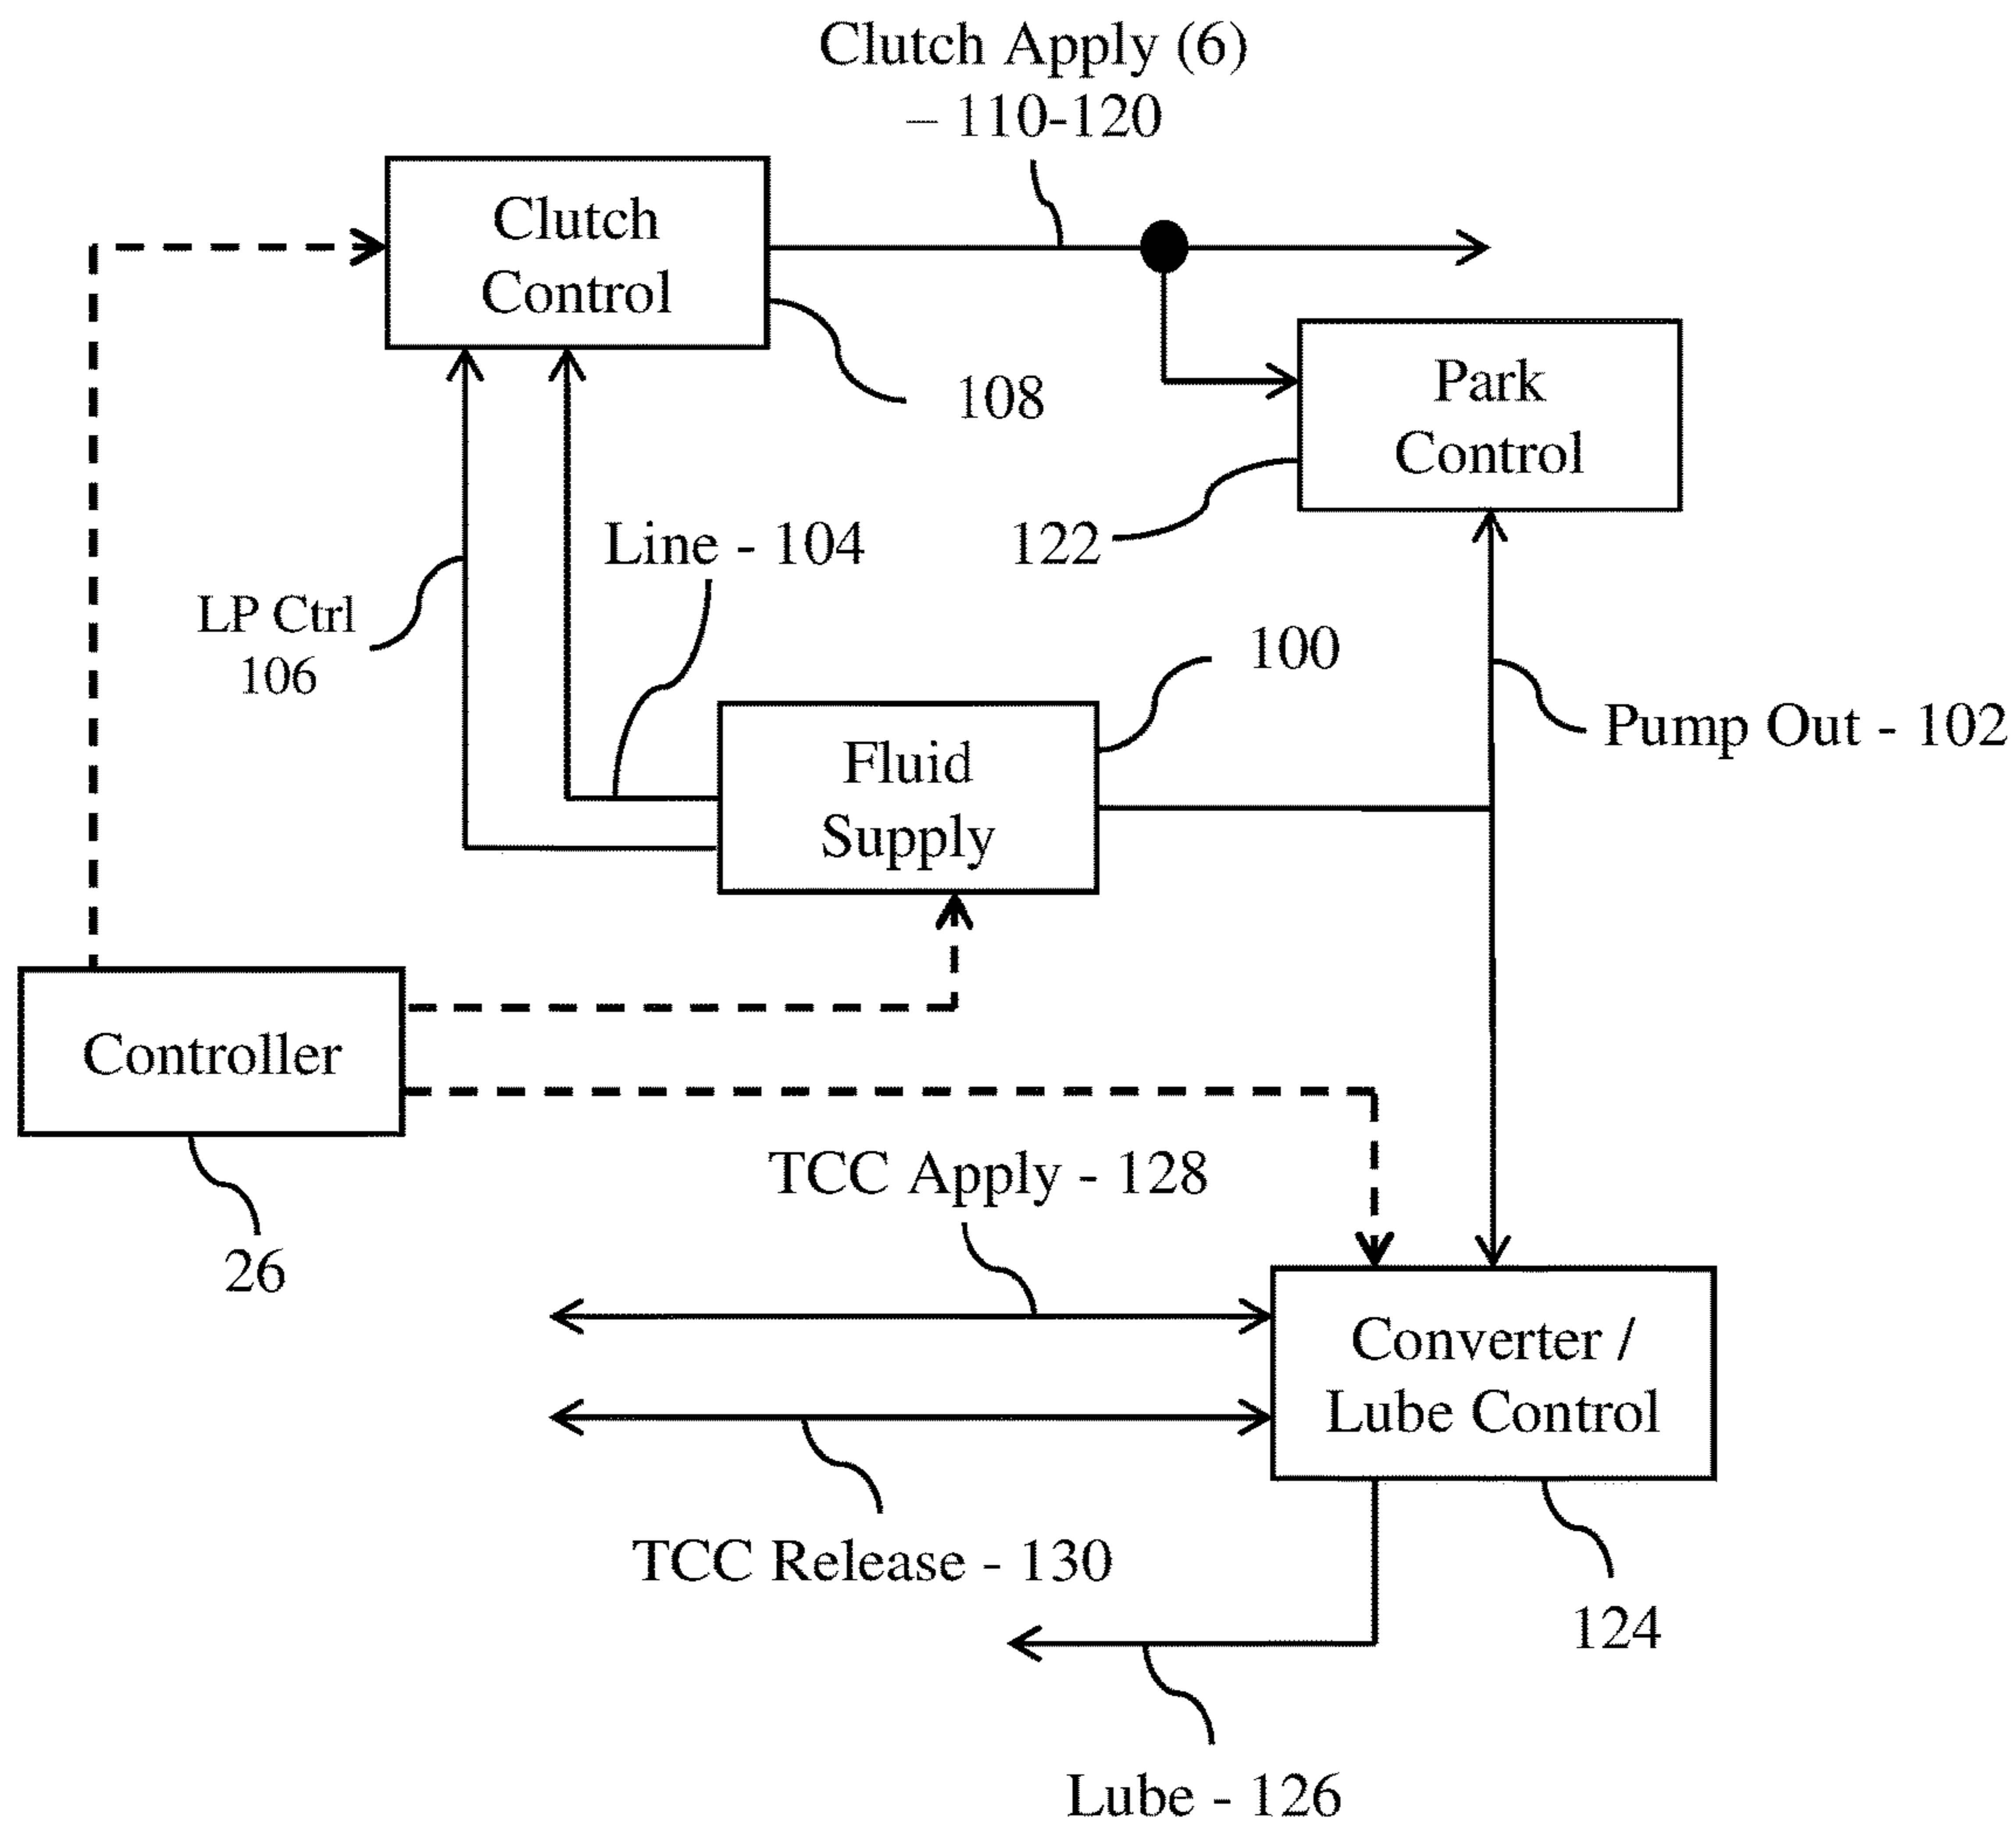 Clutch Apply (6)
– 110-120
Clutch
Control
108
Park
Control
122
Line - 104
LP Ctrl
106
100
Fluid
Supply
Pump Out - 102
Controller
26
TCC Apply - 128
Converter /
Lube Control
TCC Release - 130
124
Lube - 126